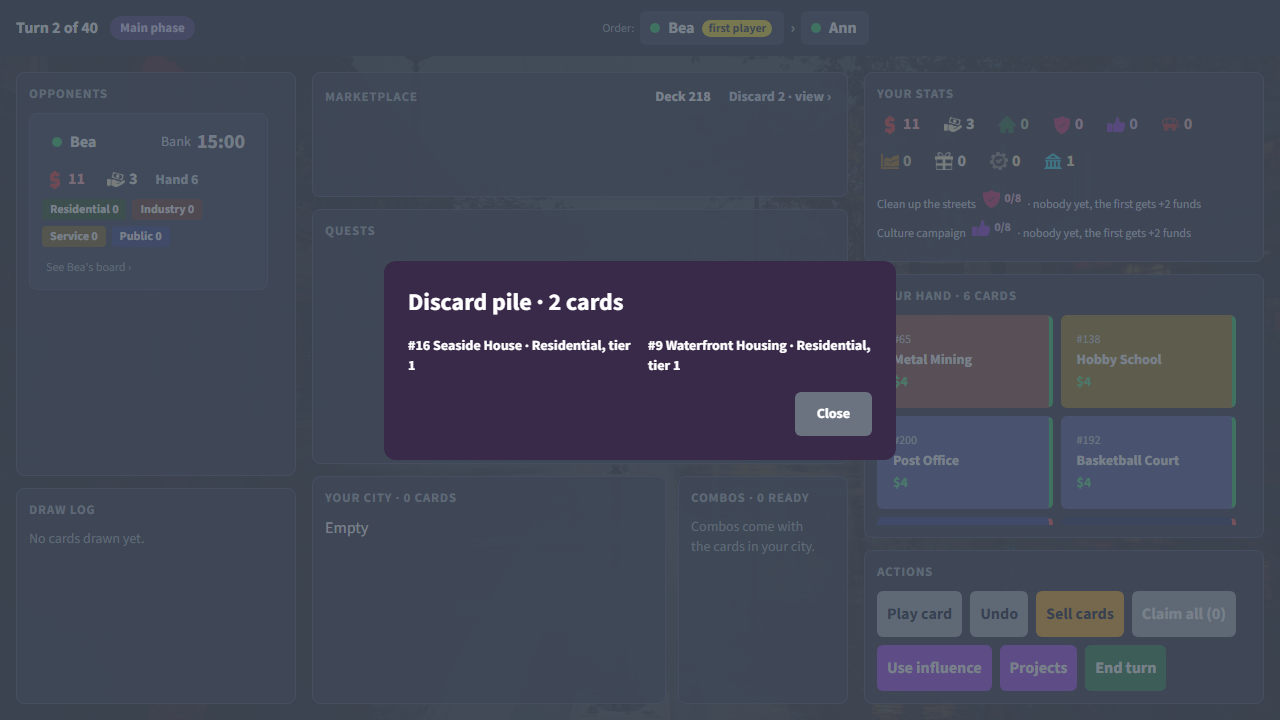 Turn 2 of 40 Main phase
Order: Bea first player › Ann
OPPONENTS
Bea Bank 15:00
11 3 Hand 6
Residential 0 Industry 0
Service 0 Public 0
See Bea's board ›
DRAW LOG
No cards drawn yet.
MARKETPLACE Deck 218 Discard 2 · view ›
QUESTS
Discard pile · 2 cards
#16 Seaside House · Residential, tier
1
#9 Waterfront Housing · Residential,
tier 1
Close
YOUR CITY · 0 CARDS
Empty
COMBOS · 0 READY
Combos come with
the cards in your city.
YOUR STATS
11 3 0 0 0 0
0 0 0 1
Clean up the streets 0/8 · nobody yet, the first gets +2 funds
Culture campaign 0/8 · nobody yet, the first gets +2 funds
UR HAND · 6 CARDS
#65
Metal Mining
$4
#138
Hobby School
$4
#200
Post Office
$4
#192
Basketball Court
$4
ACTIONS
Play card Undo Sell cards Claim all (0)
Use influence Projects End turn